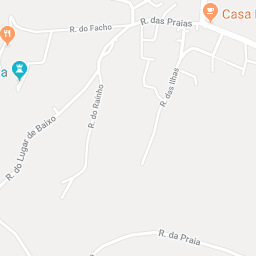 R. das Praias
Casa
R. do Facho
a
R. do Rainho
R. das Ilhas
R. do Lugar de Baixo
R. da Praia